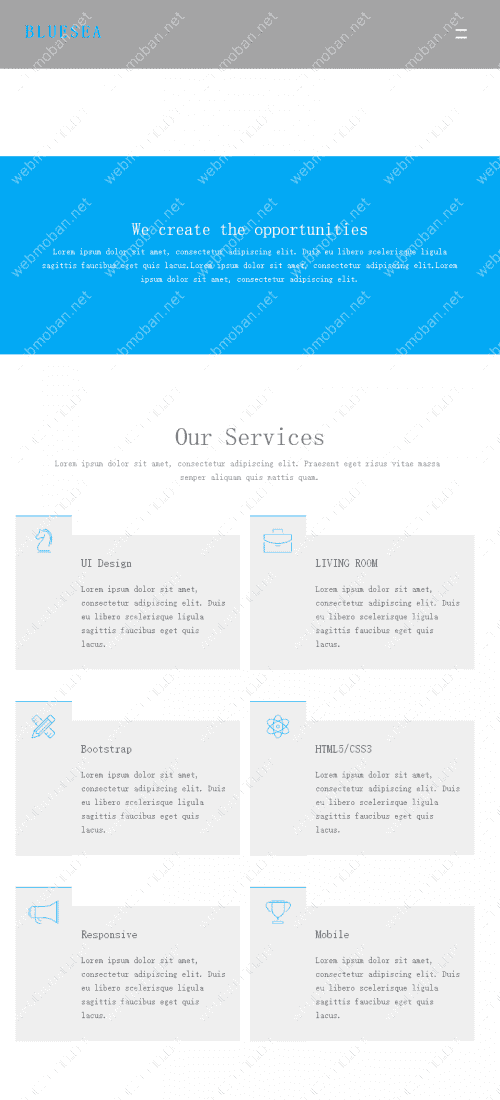 BLUESEA
We create the opportunities
Lorem ipsum dolor sit amet, consectetur adipiscing elit. Duis eu libero scelerisque ligula
sagittis faucibus eget quis lacus.Lorem ipsum dolor sit amet, consectetur adipiscing elit.Lorem
ipsum dolor sit amet, consectetur adipiscing elit.
Our Services
Lorem ipsum dolor sit amet, consectetur adipiscing elit. Praesent eget risus vitae massa
semper aliquam quis mattis quam.
UI Design
Lorem ipsum dolor sit amet,
consectetur adipiscing elit. Duis
eu libero scelerisque ligula
sagittis faucibus eget quis
lacus.
LIVING ROOM
Lorem ipsum dolor sit amet,
consectetur adipiscing elit. Duis
eu libero scelerisque ligula
sagittis faucibus eget quis
lacus.
Bootstrap
Lorem ipsum dolor sit amet,
consectetur adipiscing elit. Duis
eu libero scelerisque ligula
sagittis faucibus eget quis
lacus.
HTML5/CSS3
Lorem ipsum dolor sit amet,
consectetur adipiscing elit. Duis
eu libero scelerisque ligula
sagittis faucibus eget quis
lacus.
Responsive
Lorem ipsum dolor sit amet,
consectetur adipiscing elit. Duis
eu libero scelerisque ligula
sagittis faucibus eget quis
lacus.
Mobile
Lorem ipsum dolor sit amet,
consectetur adipiscing elit. Duis
eu libero scelerisque ligula
sagittis faucibus eget quis
lacus.
webmoban.net